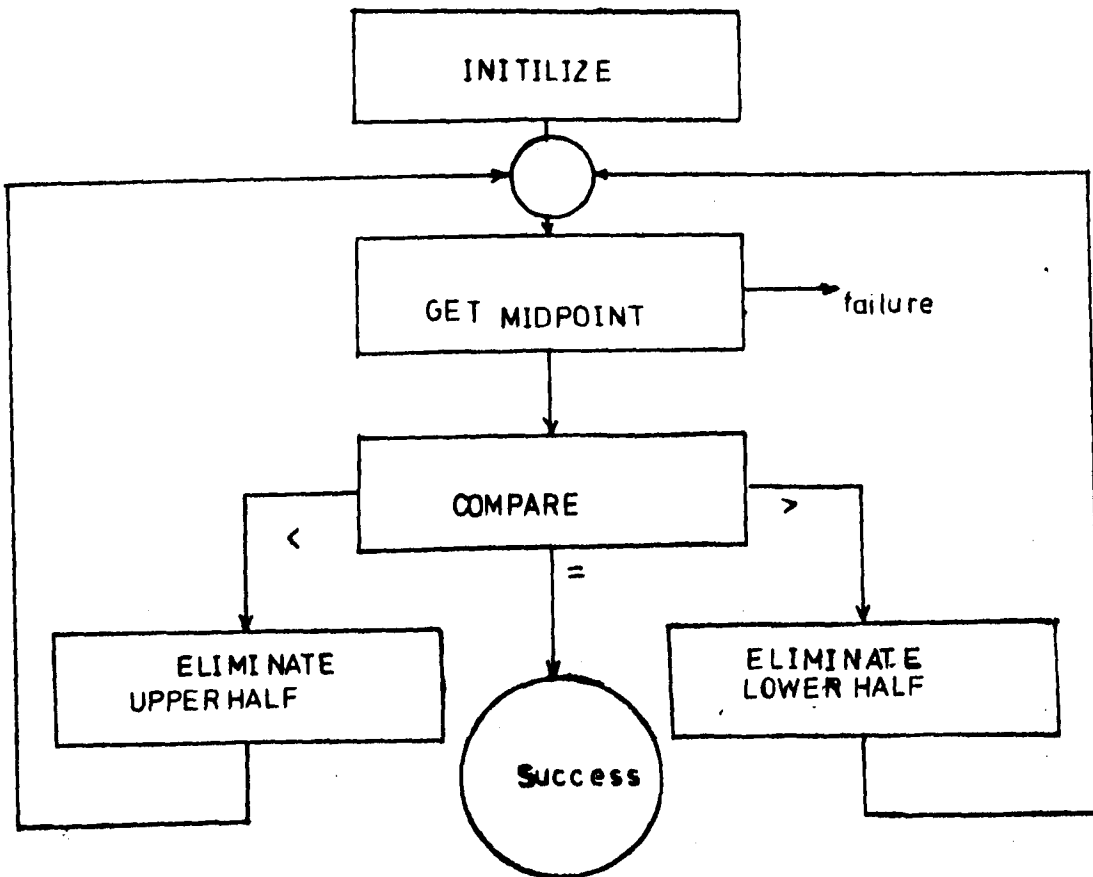 INITILIZE
GET MIDPOINT
failure
COMPARE
<
=
>
ELIMINATE
UPPER HALF
ELIMINATE
LOWER HALF
Success